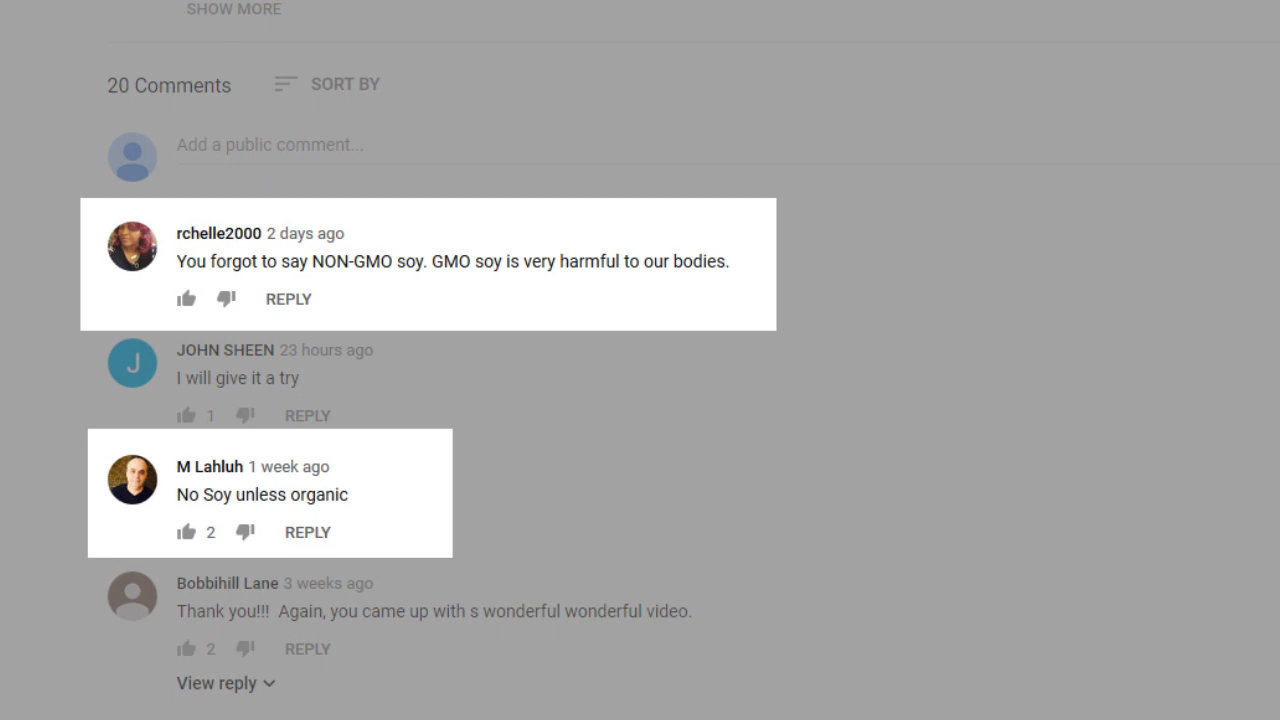 SHOW MORE
20 Comments SORT BY
Add a public comment...
rchelle2000 2 days ago
You forgot to say NON-GMO soy. GMO soy is very harmful to our bodies.
REPLY
J
JOHN SHEEN 23 hours ago
I will give it a try
1 REPLY
M Lahluh 1 week ago
No Soy unless organic
2 REPLY
Bobbihill Lane 3 weeks ago
Thank you!!! Again, you came up with s wonderful wonderful video.
2 REPLY
View reply